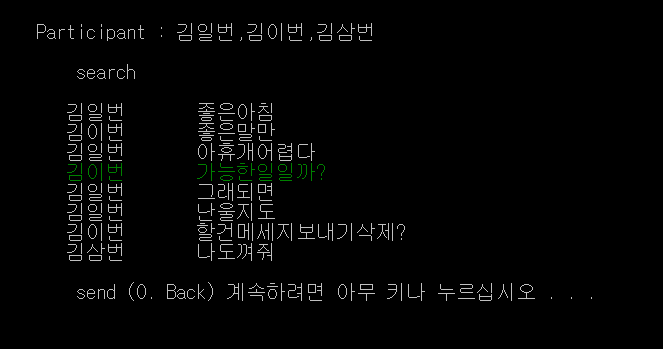 Participant : 김일번,김이번,김삼번
search
김일번 좋은아침
김이번 좋은말만
김일번 아휴개어렵다
김이번 가능한일일까?
김일번 그래되면
김일번 난울지도
김이번 할건메세지보내기삭제?
김삼번 나도껴줘
send (0. Back) 계속하려면 아무 키나 누르십시오 . . .